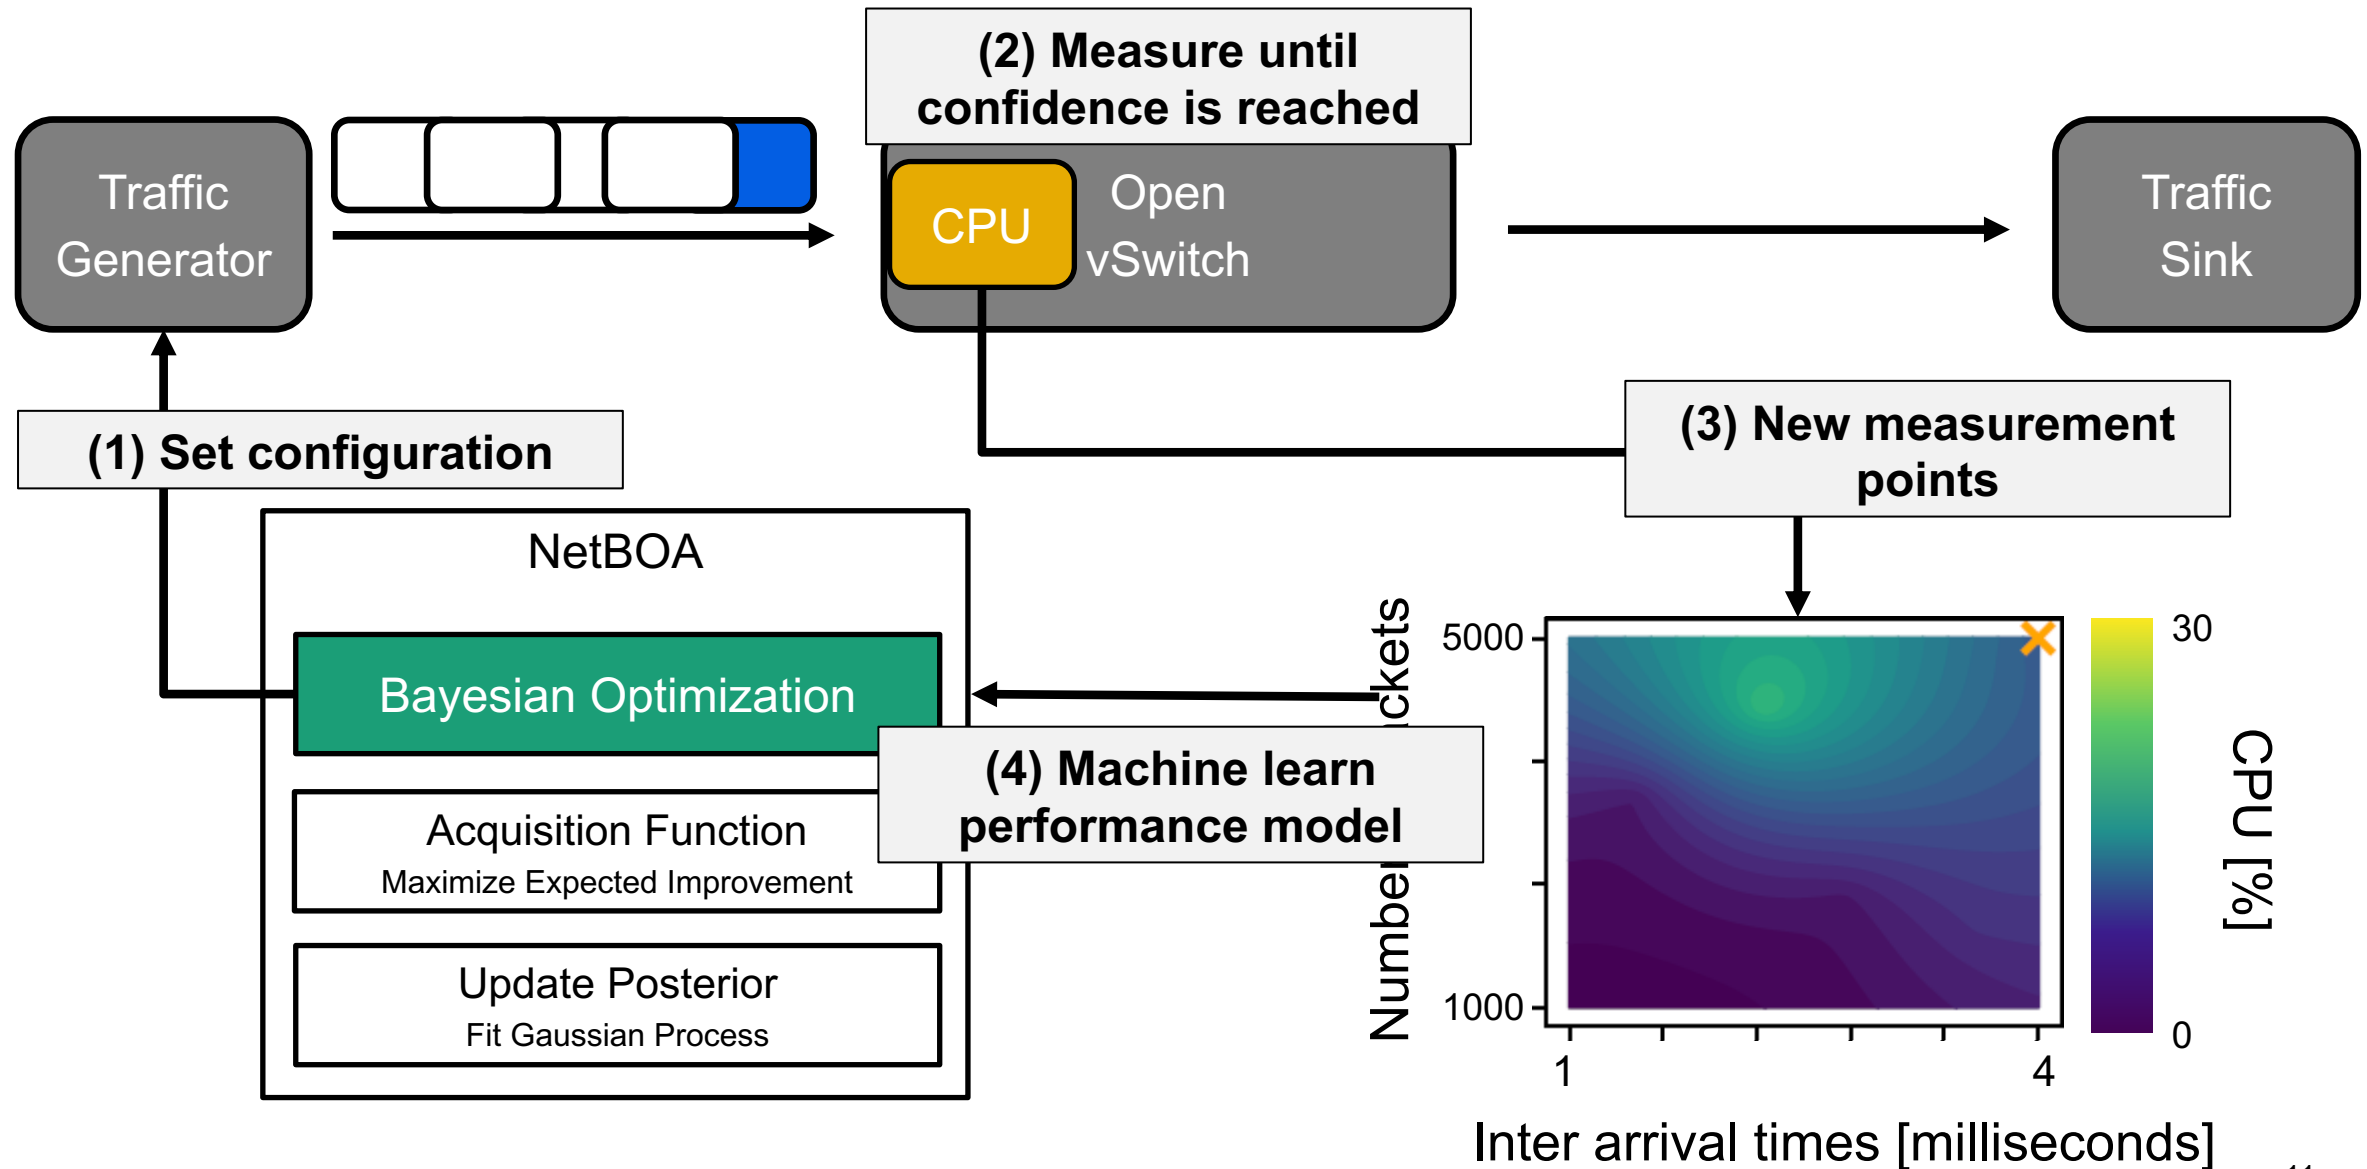 (2) Measure until
confidence is reached
Traffic
Generator
CPU
Open
vSwitch
Traffic
Sink
(1) Set configuration
(3) New measurement
points
NetBOA
Bayesian Optimization
(4) Machine learn
performance model
Acquisition Function
Maximize Expected Improvement
Update Posterior
Fit Gaussian Process
Number
5000
1000
1
4
Inter arrival times [milliseconds]
30
0
CPU [%]